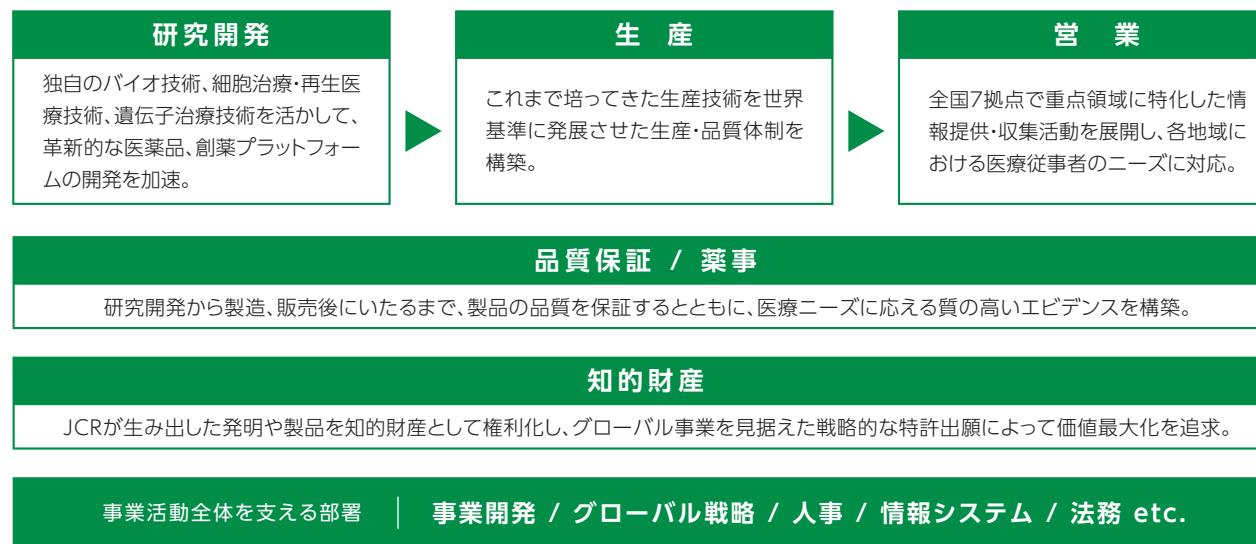 研究開発
独自のバイオ技術、細胞治療・再生医
療技術、遺伝子治療技術を活かして、
革新的な医薬品、創薬プラットフォー
ムの開発を加速。
生 産
これまで培ってきた生産技術を世界
基準に発展させた生産・品質体制を
構築。
営 業
全国7拠点で重点領域に特化した情
報提供・収集活動を展開し、各地域に
おける医療従事者のニーズに対応。
品質保証 / 薬事
研究開発から製造、販売後にいたるまで、製品の品質を保証するとともに、医療ニーズに応える質の高いエビデンスを構築。
知的財産
JCRが生み出した発明や製品を知的財産として権利化し、グローバル事業を見据えた戦略的な特許出願によって価値最大化を追求。
事業活動全体を支える部署 事業開発 / グローバル戦略 / 人事 / 情報システム / 法務 etc.